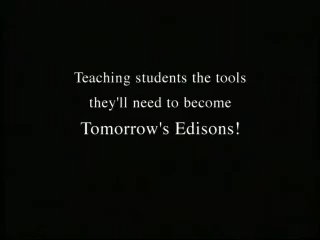 Teaching students the tools
they'll need to become
Tomorrow's Edisons!